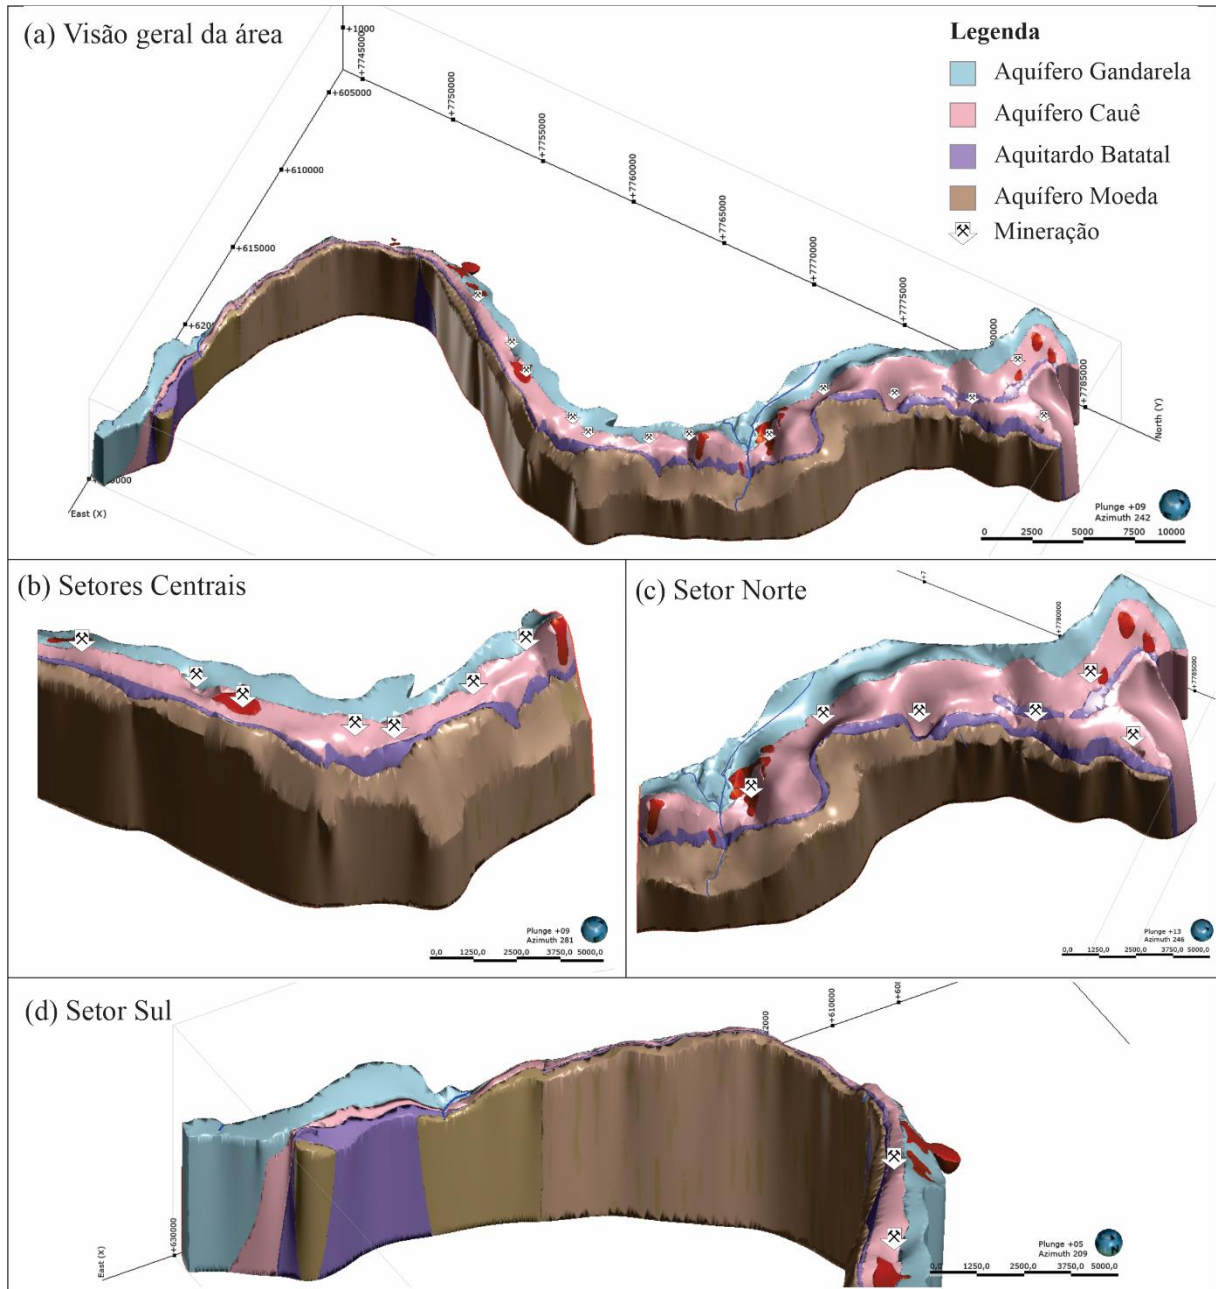 (a) Visão geral da área
+1000
+7745000
+605000
+7750000
+7755000
+610000
+7760000
+7765000
+615000
+7770000
+7775000
+7785000
North (Y)
East (X)
Legenda
Aquífero Gandarela
Aquífero Cauê
Aquitardo Batatal
Aquífero Moeda
Mineração
Plunge +09
Azimuth 242
0 2500 5000 7500 10000
(b) Setores Centrais
Plunge +09
Azimuth 281
0,0 1250,0 2500,0 3750,0 5000,0
(c) Setor Norte
+7
+7780000
+7785000
Plunge +13
Azimuth 246
0,0 1250,0 2500,0 3750,0 5000,0
(d) Setor Sul
+610000
+630000
East (X)
Plunge +05
Azimuth 209
0,0 1250,0 2500,0 3750,0 5000,0